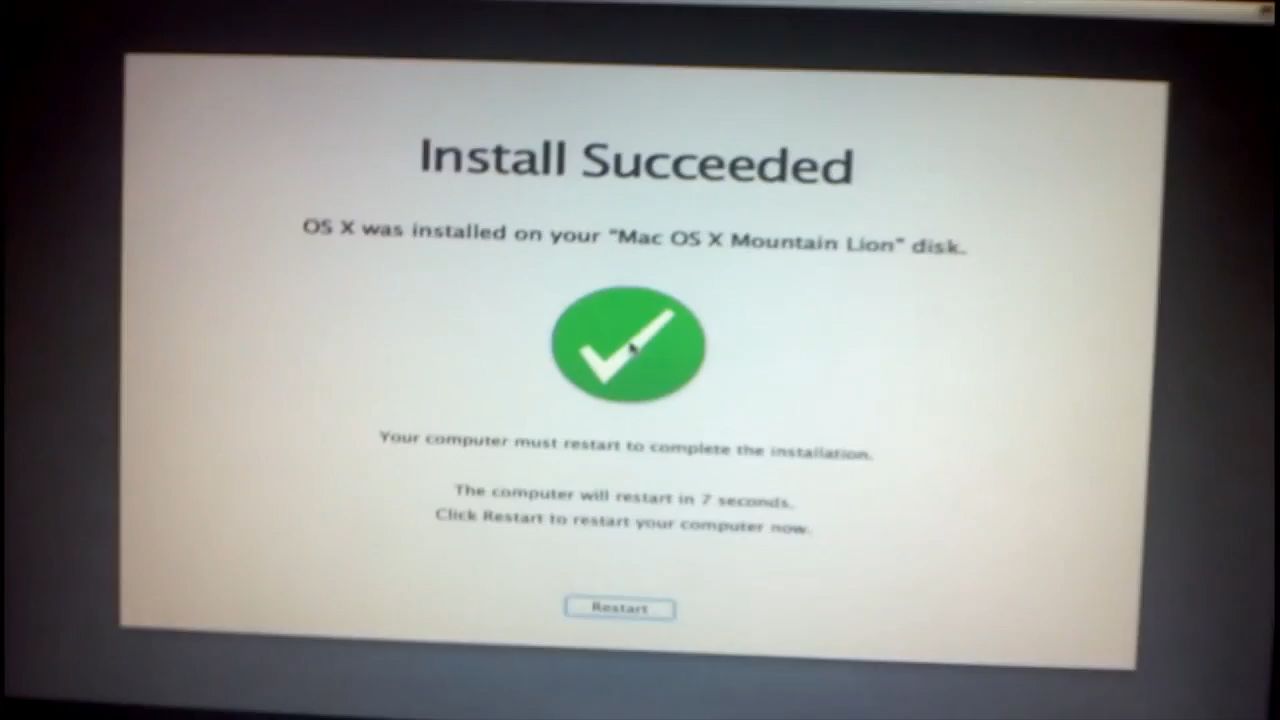 Install Succeeded
OS X was installed on your "Mac OS X Mountain Lion" disk.
Your computer must restart to complete the installation.
The computer will restart in 7 seconds.
Click Restart to restart your computer now.
Restart